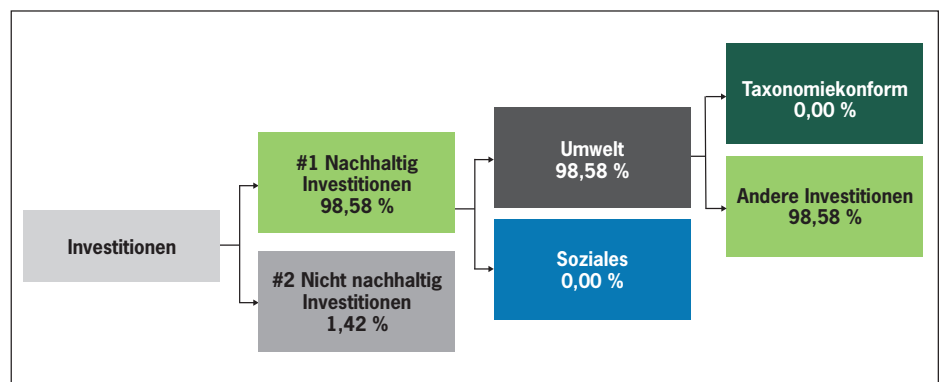 Investitionen
#1 Nachhaltig
Investitionen
98,58 %
#2 Nicht nachhaltig
Investitionen
1,42 %
Umwelt
98,58 %
Soziales
0,00 %
Taxonomiekonform
0,00 %
Andere Investitionen
98,58 %